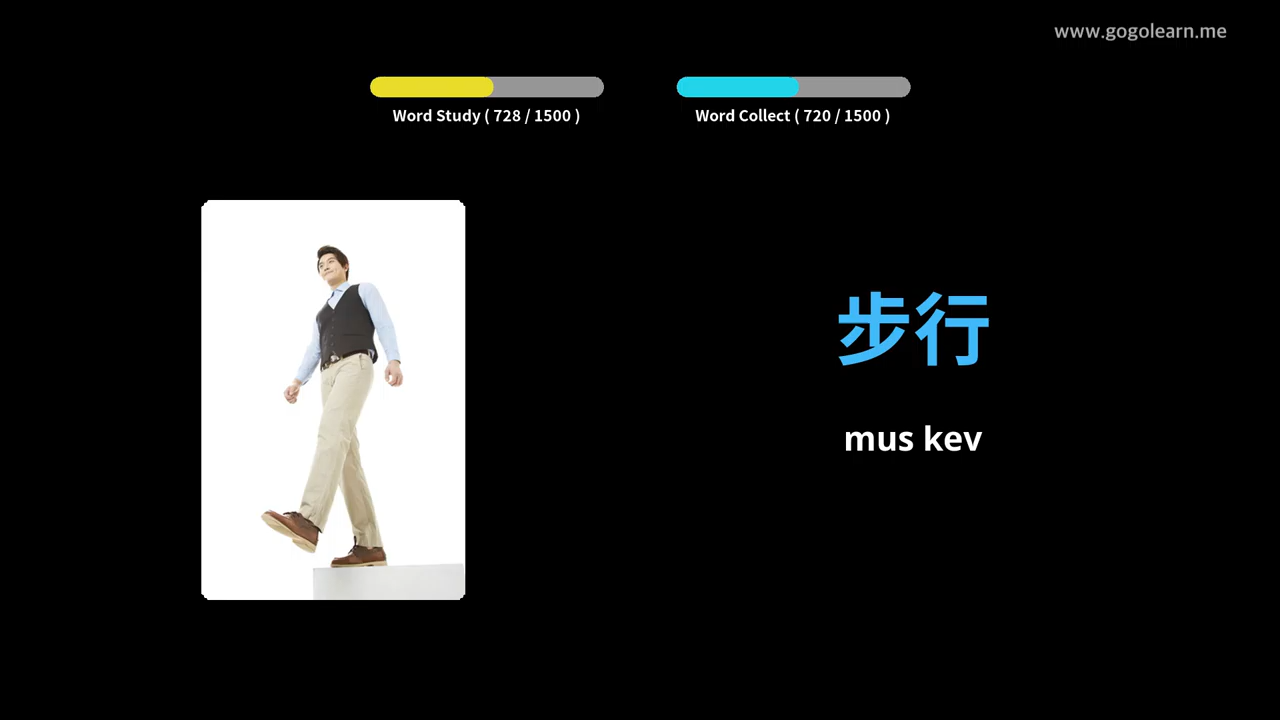 www.gogolearn.me
Word Study ( 728 / 1500 )
Word Collect ( 720 / 1500 )
步行
mus kev